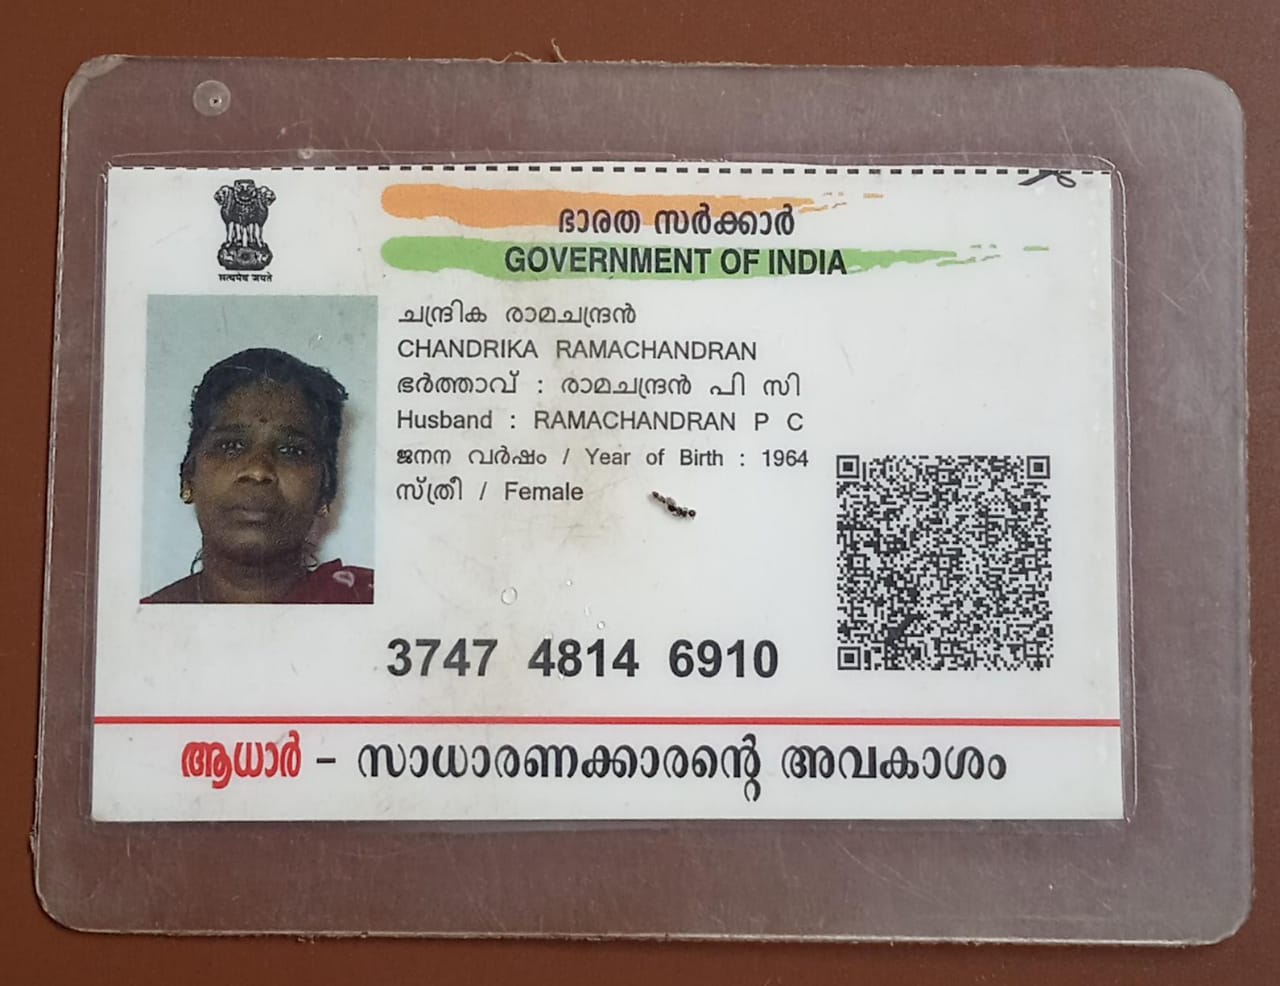 भारत സർക്കാർ
GOVERNMENT OF INDIA
सत्यमेव जयते
ചന്ദ്രിക രാമചന്ദ്രൻ
CHANDRIKA RAMACHANDRAN
ഭർത്താവ് : രാമചന്ദ്രൻ പി സി
Husband : RAMACHANDRAN P C
ജനന വർഷം / Year of Birth : 1964
സ്ത്രീ / Female
3747 4814 6910
ആധാർ - സാധാരണക്കാരന്റെ അവകാശം